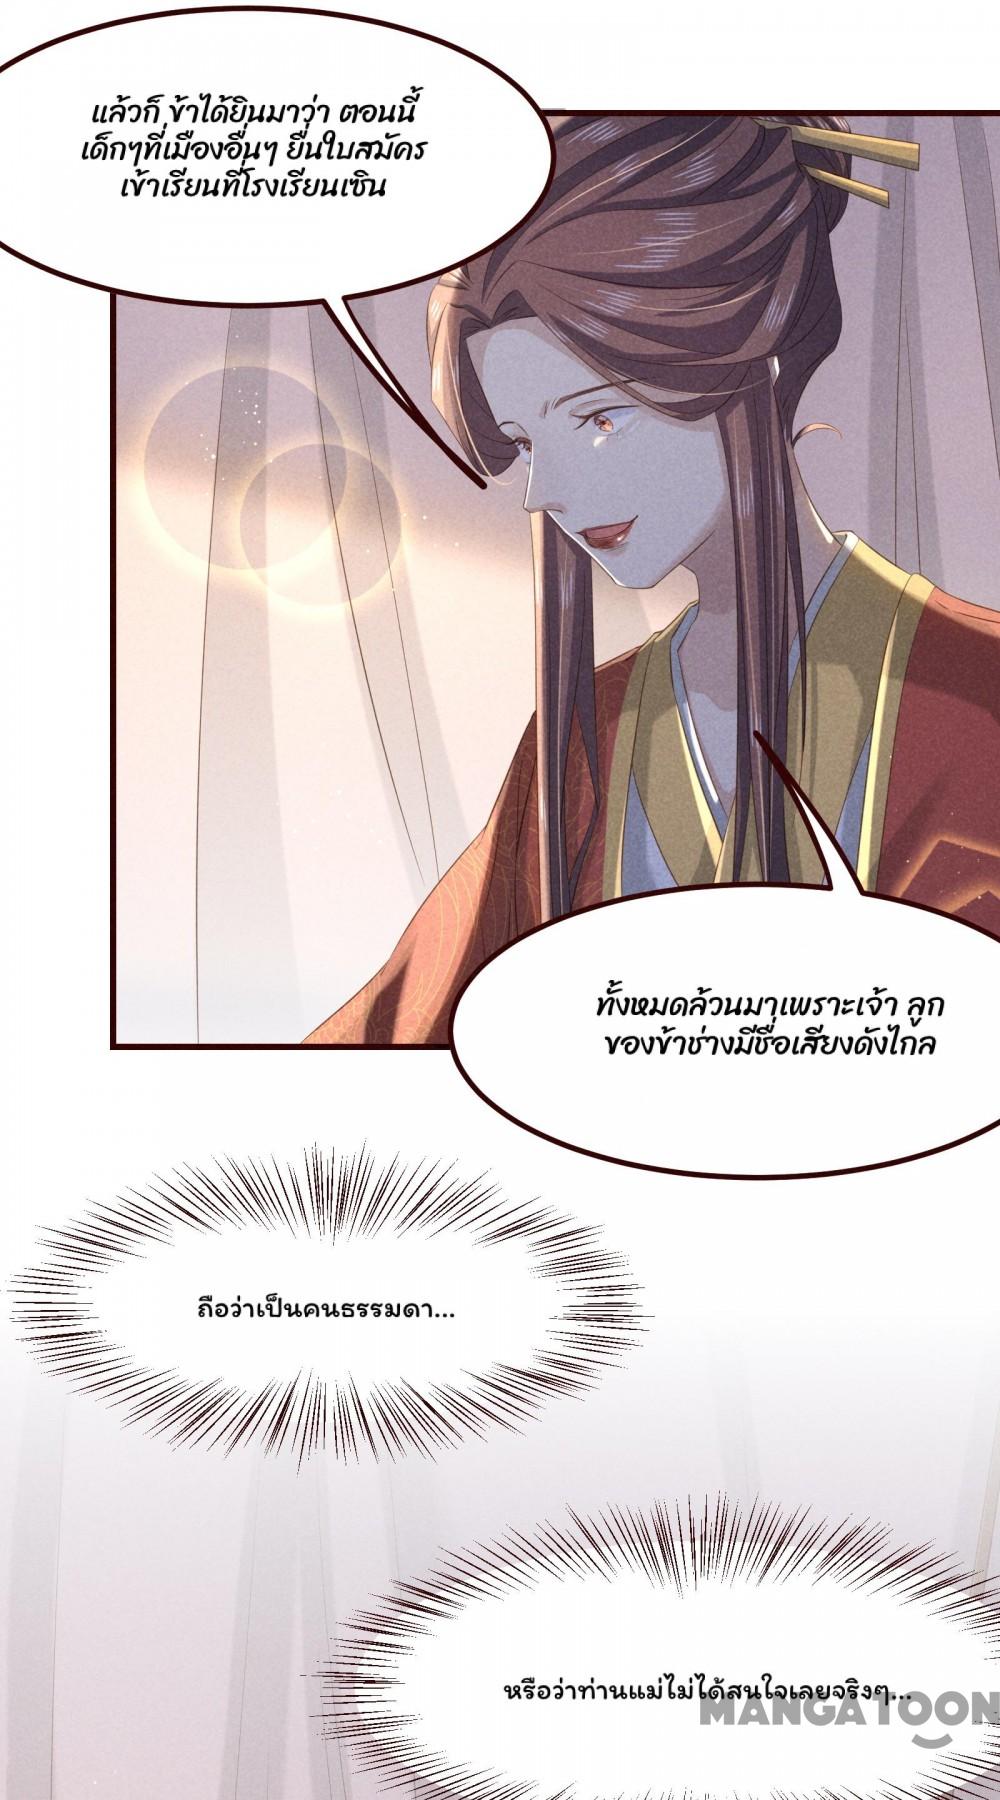 แล้วก็ ข้าได้ยินมาว่า ตอนนี้
เด็กๆที่เมืองอื่นๆ ยื่นใบสมัคร
เข้าเรียนที่โรงเรียนเซิน
ทั้งหมดล้วนมาเพราะเจ้า ลูก
ของข้าช่างมีชื่อเสียงดังไกล
ถือว่าเป็นคนธรรมดา...
หรือว่าท่านแม่ไม่ได้สนใจเลยจริงๆ...
MANGATOON